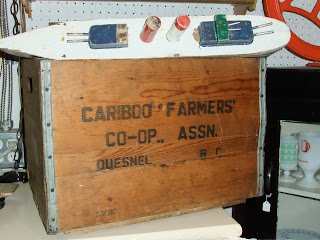 CARIBOO FARMERS'
CO-OP., ASSN.
QUESNEL B. C.